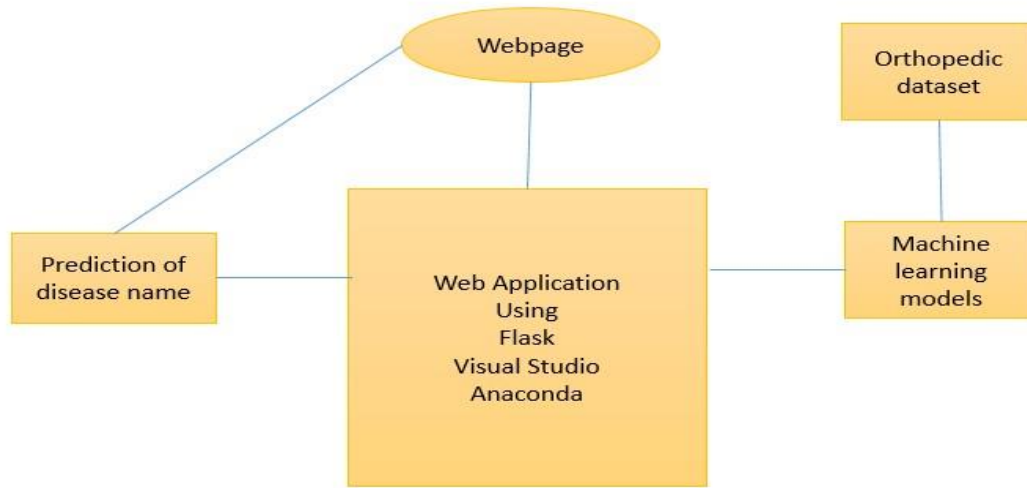 Webpage
Orthopedic
dataset
Prediction of
disease name
Web Application
Using
Flask
Visual Studio
Anaconda
Machine
learning
models